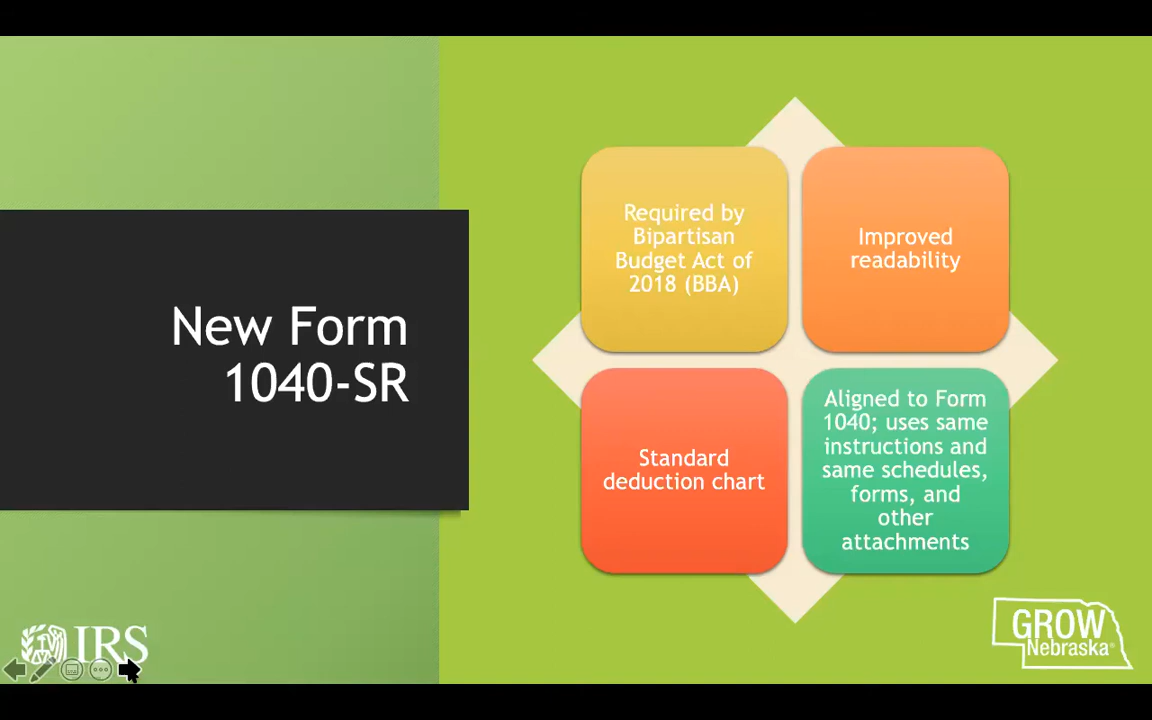 New Form
1040-SR
Required by
Bipartisan
Budget Act of
2018 (BBA)
Improved
readability
Standard
deduction chart
Aligned to Form
1040; uses same
instructions and
same schedules,
forms, and
other
attachments
IRS
GROW
Nebraska®